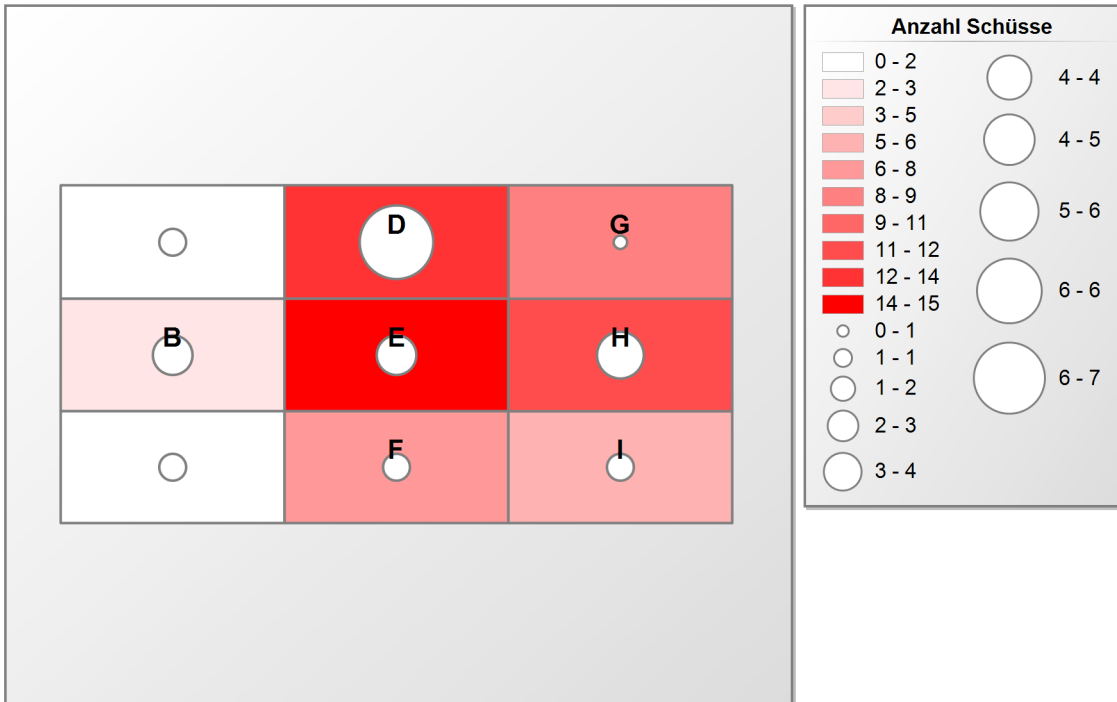 Anzahl Schüsse
0 - 2
2 - 3
3 - 5
5 - 6
6 - 8
8 - 9
9 - 11
11 - 12
12 - 14
14 - 15
0 - 1
1 - 1
1 - 2
2 - 3
3 - 4
4 - 4
4 - 5
5 - 6
6 - 6
6 - 7
D G
B E H
F I